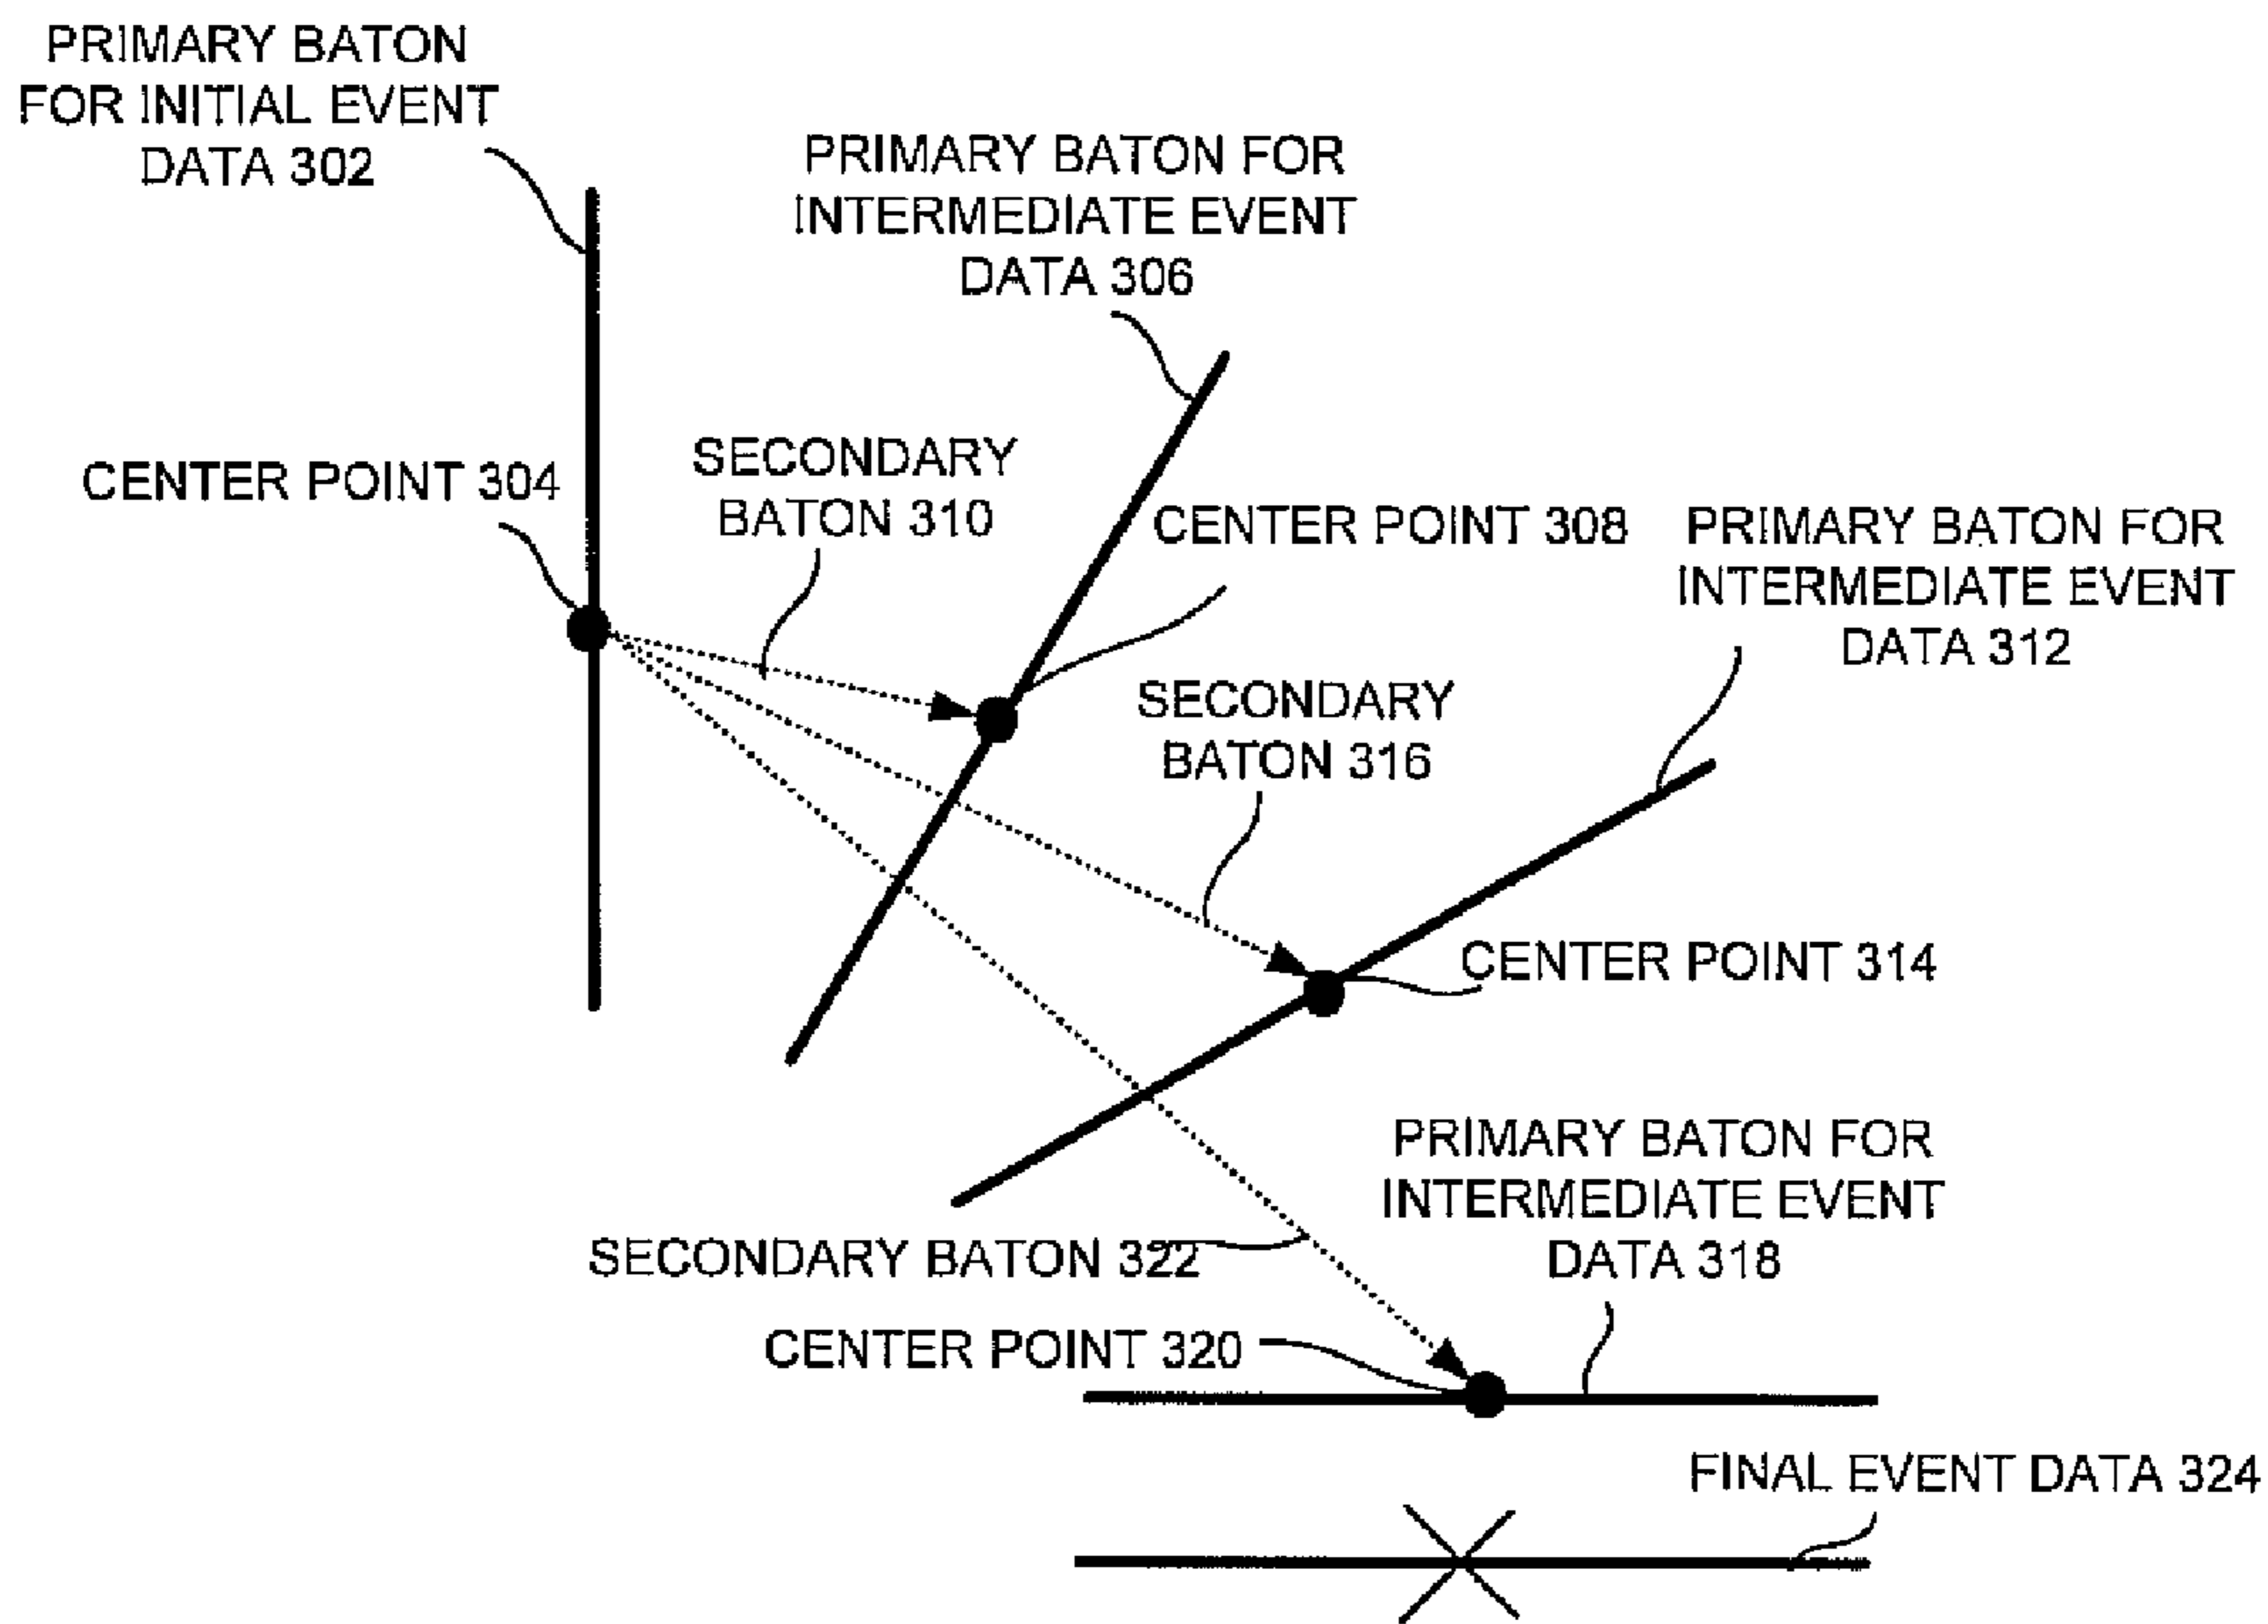 PRIMARY BATON
FOR INITIAL EVENT
DATA 302
PRIMARY BATON FOR
INTERMEDIATE EVENT
DATA 306
CENTER POINT 304
SECONDARY
BATON 310
CENTER POINT 308
PRIMARY BATON FOR
INTERMEDIATE EVENT
DATA 312
SECONDARY
BATON 316
CENTER POINT 314
PRIMARY BATON FOR
INTERMEDIATE EVENT
DATA 318
SECONDARY BATON 322
CENTER POINT 320
FINAL EVENT DATA 324